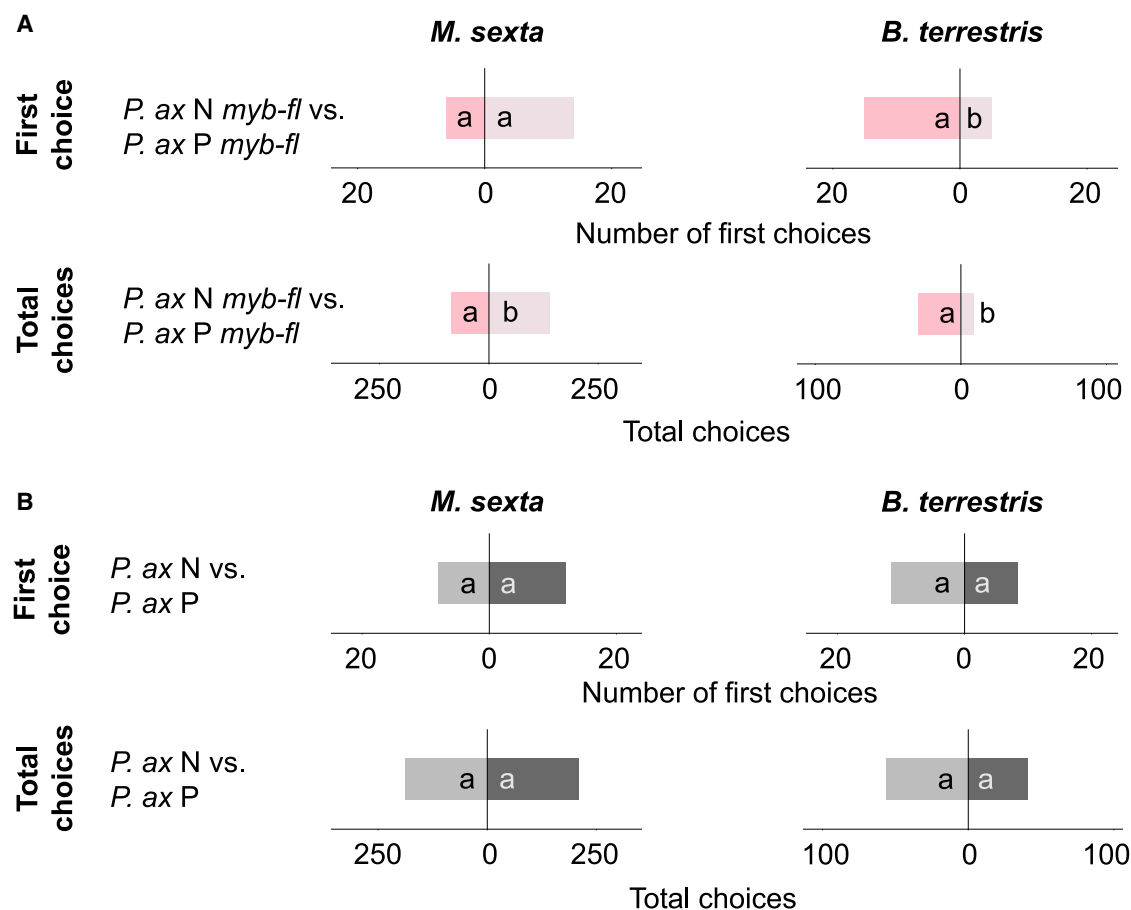 A
M. sexta
B. terrestris
First
choice
P. ax N myb-fl vs.
P. ax P myb-fl
a a
a b
20 0 20
20 0 20
Number of first choices
Total
choices
P. ax N myb-fl vs.
P. ax P myb-fl
a b
a b
250 0 250
100 0 100
Total choices
B
M. sexta
B. terrestris
First
choice
P. ax N vs.
P. ax P
a a
a a
20 0 20
20 0 20
Number of first choices
Total
choices
P. ax N vs.
P. ax P
a a
a a
250 0 250
100 0 100
Total choices